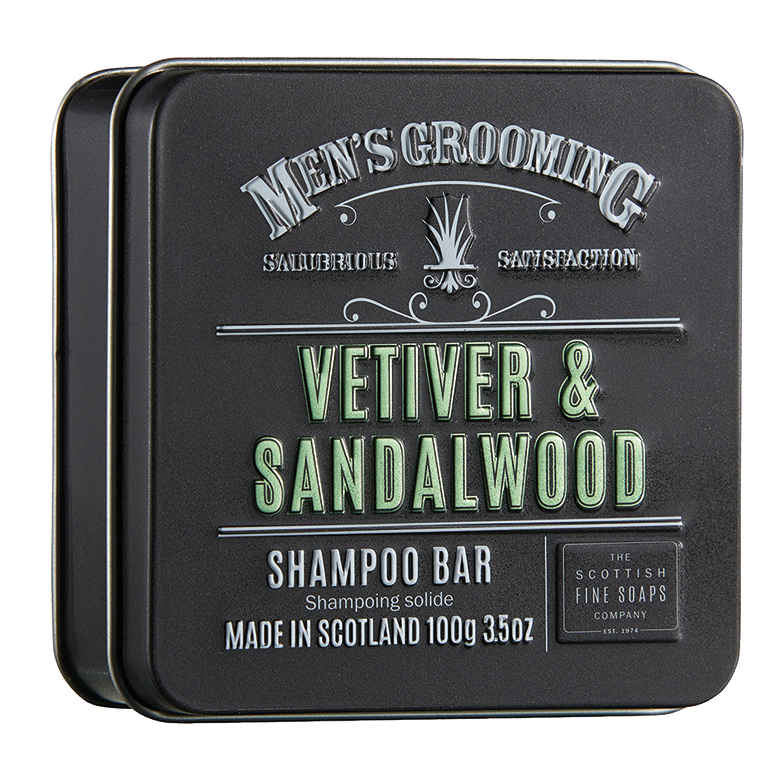 MEN'S GROOMING
SALUBRIOUS SATISFACTION
VETIVER &
SANDALWOOD
SHAMPOO BAR
Shampoing solide
MADE IN SCOTLAND 100g 3.5oz
THE
SCOTTISH
FINE SOAPS
COMPANY
EST. 1974